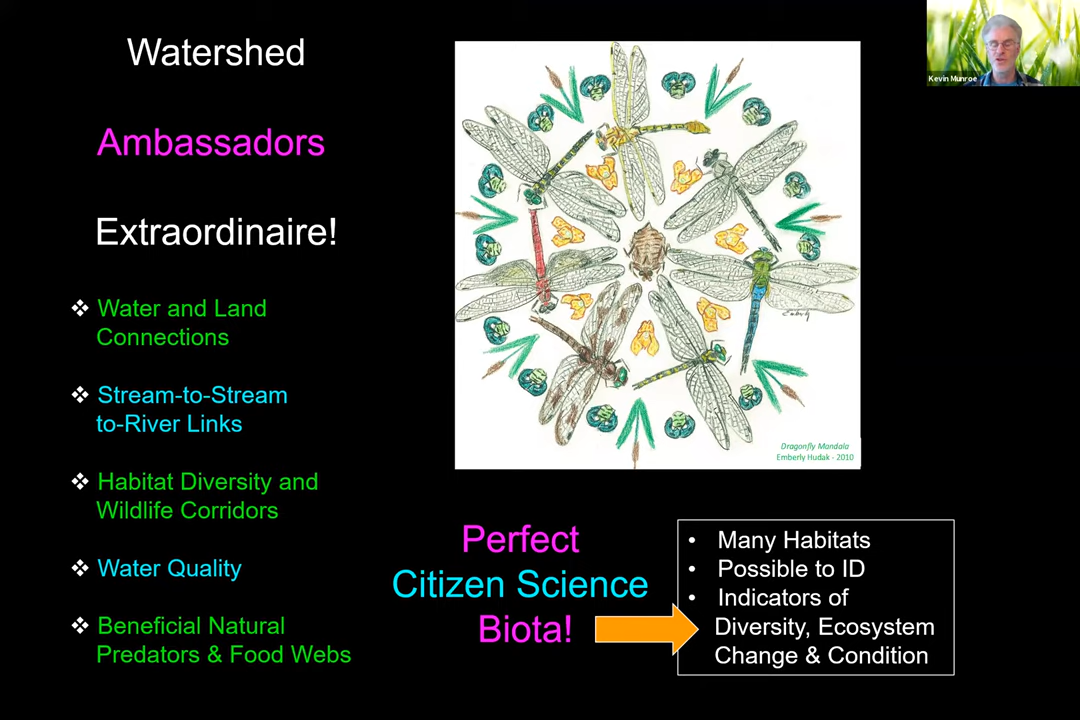 Watershed
Ambassadors
Extraordinaire!
❖ Water and Land
Connections
❖ Stream-to-Stream
to-River Links
❖ Habitat Diversity and
Wildlife Corridors
❖ Water Quality
❖ Beneficial Natural
Predators & Food Webs
Kevin Munroe
Emberly
Dragonfly Mandala
Emberly Hudak - 2010
Perfect
Citizen Science
Biota!
• Many Habitats
• Possible to ID
• Indicators of
Diversity, Ecosystem
Change & Condition